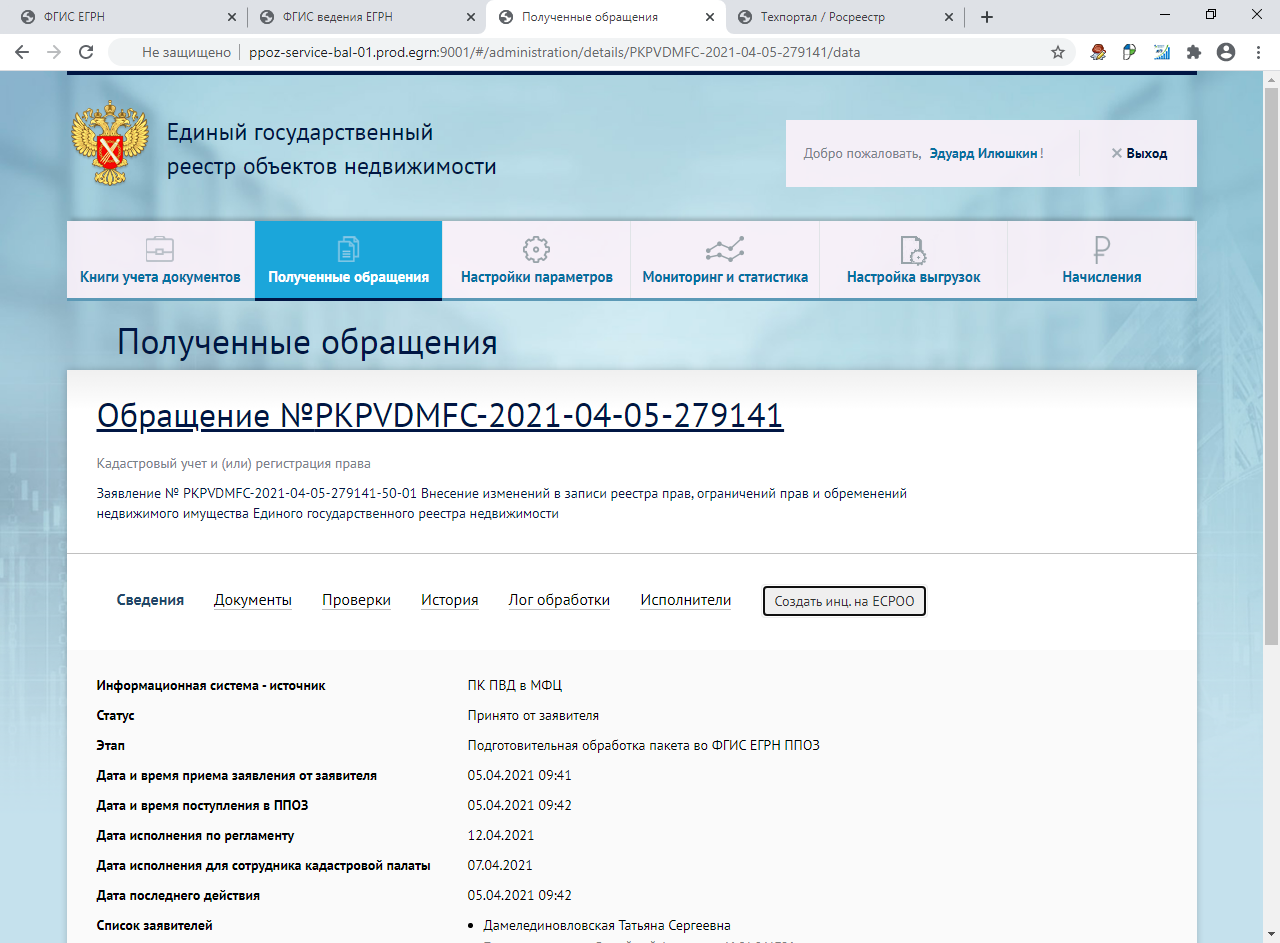 ФГИС ЕГРН
ФГИС ведения ЕГРН
Полученные обращения
Техпортал / Росреестр
Не защищено
ppoz-service-bal-01.prod.egrn:9001/#/administration/details/PKPVDMFC-2021-04-05-279141/data
Единый государственный
реестр объектов недвижимости
Добро пожаловать, Эдуард Илюшкин !
Выход
Книги учета документов
Полученные обращения
Настройки параметров
Мониторинг и статистика
Настройка выгрузок
Начисления
Полученные обращения
Обращение №PKPVDMFC-2021-04-05-279141
Кадастровый учет и (или) регистрация права
Заявление № PKPVDMFC-2021-04-05-279141-50-01 Внесение изменений в записи реестра прав, ограничений прав и обременений
недвижимого имущества Единого государственного реестра недвижимости
Сведения Документы Проверки История Лог обработки Исполнители Создать инц. на ЕСРОО
Информационная система - источник ПК ПВД в МФЦ
Статус Принято от заявителя
Этап Подготовительная обработка пакета во ФГИС ЕГРН ППОЗ
Дата и время приема заявления от заявителя 05.04.2021 09:41
Дата и время поступления в ППОЗ 05.04.2021 09:42
Дата исполнения по регламенту 12.04.2021
Дата исполнения для сотрудника кадастровой палаты 07.04.2021
Дата последнего действия 05.04.2021 09:42
Список заявителей • Дамелединовловская Татьяна Сергеевна